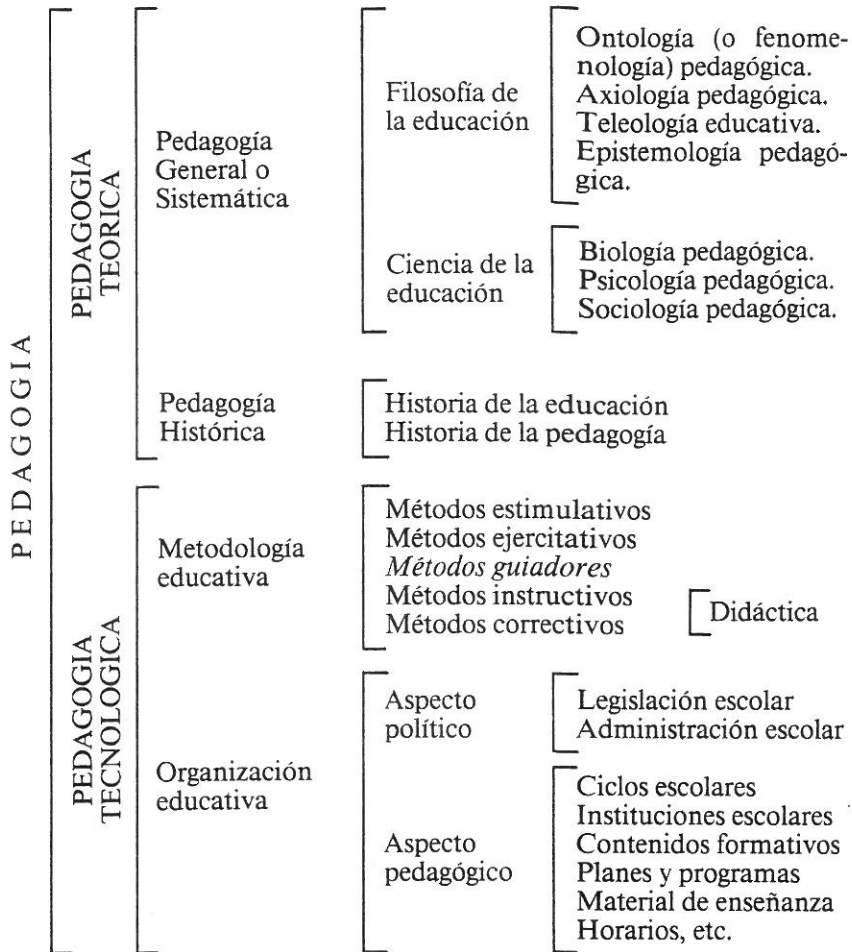 PEDAGOGIA
PEDAGOGIA
TEORICA
Pedagogía
General o
Sistemática
Filosofía de
la educación
Ontología (o fenome-
nología) pedagógica.
Axiología pedagógica.
Teleología educativa.
Epistemología pedagó-
gica.
Ciencia de la
educación
Biología pedagógica.
Psicología pedagógica.
Sociología pedagógica.
Pedagogía
Histórica
Historia de la educación
Historia de la pedagogía
PEDAGOGIA
TECNOLOGICA
Metodología
educativa
Métodos estimulativos
Métodos ejercitativos
Métodos guiadores
Métodos instructivos
Métodos correctivos
Didáctica
Organización
educativa
Aspecto
político
Legislación escolar
Administración escolar
Aspecto
pedagógico
Ciclos escolares
Instituciones escolares
Contenidos formativos
Planes y programas
Material de enseñanza
Horarios, etc.